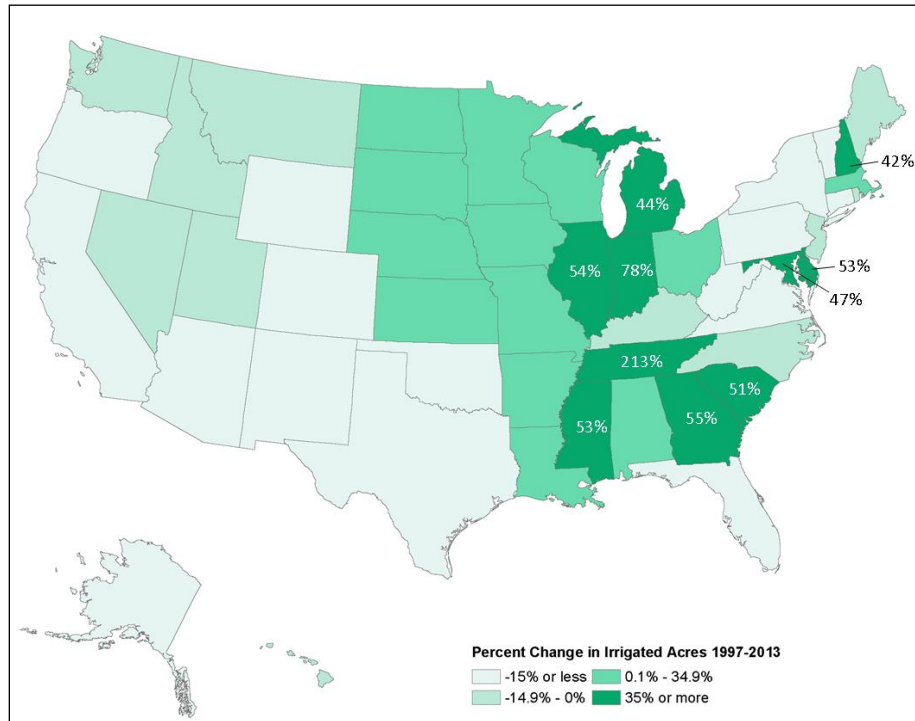 42%
44%
54%
78%
53%
47%
213%
51%
53%
55%
Percent Change in Irrigated Acres 1997-2013
-15% or less
0.1% - 34.9%
-14.9% - 0%
35% or more